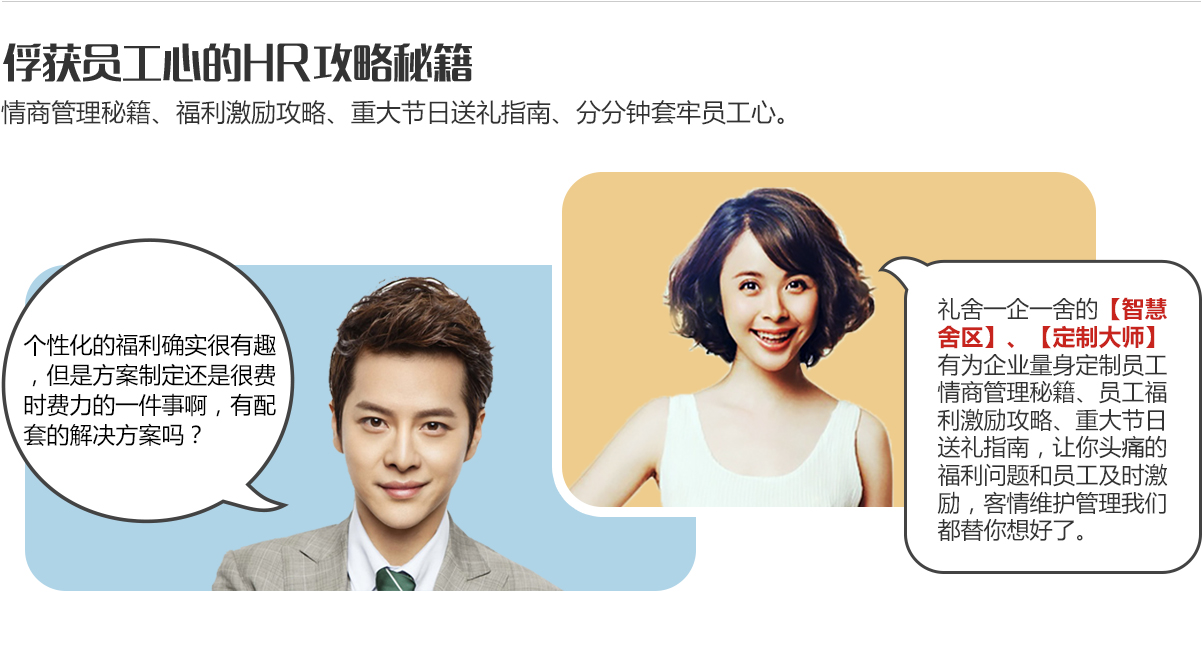 俘获员工心的HR攻略秘籍
情商管理秘籍、福利激励攻略、重大节日送礼指南、分分钟套牢员工心。
个性化的福利确实很有趣
，但是方案制定还是很费
时费力的一件事啊，有配
套的解决方案吗？
礼舍一企一舍的【智慧
舍区】、【定制大师】
有为企业量身定制员工
情商管理秘籍、员工福
利激励攻略、重大节日
送礼指南，让你头痛的
福利问题和员工及时激
励，客情维护管理我们
都替你想好了。